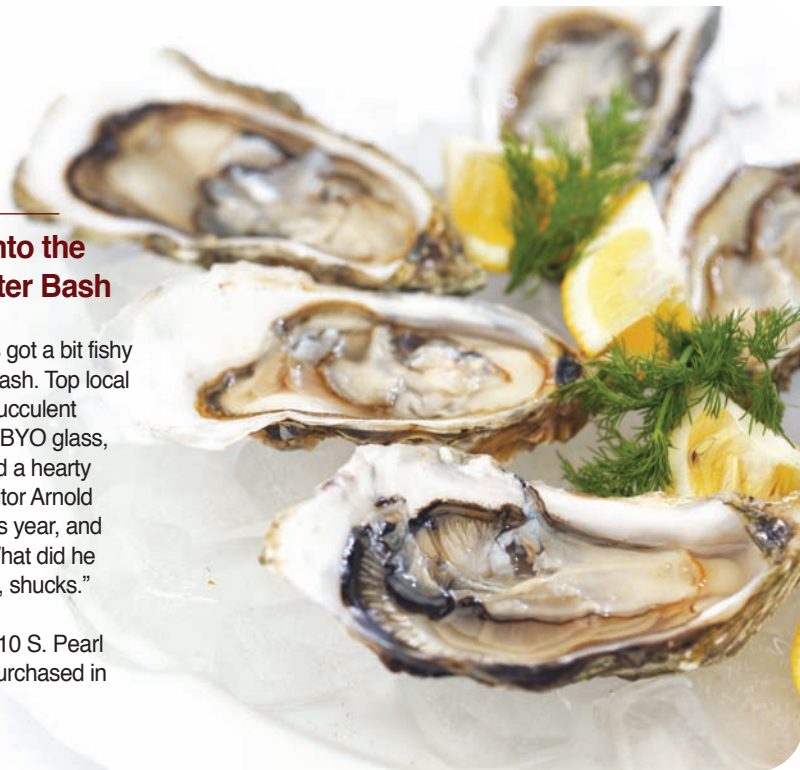 nto the
ter Bash
got a bit fishy
ash. Top local
ucculent
BYO glass,
d a hearty
tor Arnold
s year, and
hat did he
, shucks.”
10 S. Pearl
urchased in